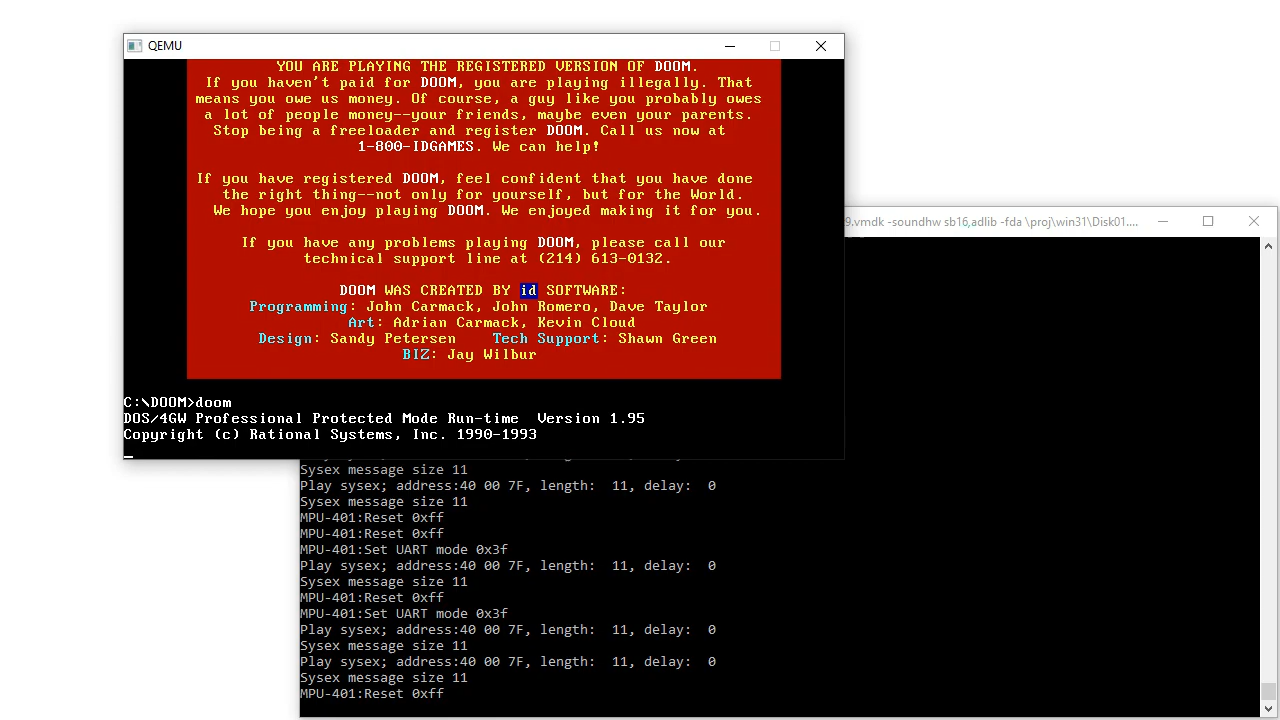 QEMU
YOU ARE PLAYING THE REGISTERED VERSION OF DOOM.
If you haven't paid for DOOM, you are playing illegally. That
means you owe us money. Of course, a guy like you probably owes
a lot of people money--your friends, maybe even your parents.
Stop being a freeloader and register DOOM. Call us now at
1-800-IDGAMES. We can help!
If you have registered DOOM, feel confident that you have done
the right thing--not only for yourself, but for the World.
We hope you enjoy playing DOOM. We enjoyed making it for you.
If you have any problems playing DOOM, please call our
technical support line at (214) 613-0132.
DOOM WAS CREATED BY id SOFTWARE:
Programming: John Carmack, John Romero, Dave Taylor
Art: Adrian Carmack, Kevin Cloud
Design: Sandy Petersen    Tech Support: Shawn Green
BIZ: Jay Wilbur
C:\DOOM>doom
DOS/4GW Professional Protected Mode Run-time  Version 1.95
Copyright (c) Rational Systems, Inc. 1990-1993
9.vmdk -soundhw sb16,adlib -fda \proj\win31\Disk01....
Sysex message size 11
Play sysex; address:40 00 7F, length:  11, delay:  0
Sysex message size 11
MPU-401:Reset 0xff
MPU-401:Reset 0xff
MPU-401:Set UART mode 0x3f
Play sysex; address:40 00 7F, length:  11, delay:  0
Sysex message size 11
MPU-401:Reset 0xff
MPU-401:Set UART mode 0x3f
Play sysex; address:40 00 7F, length:  11, delay:  0
Sysex message size 11
Play sysex; address:40 00 7F, length:  11, delay:  0
Sysex message size 11
MPU-401:Reset 0xff